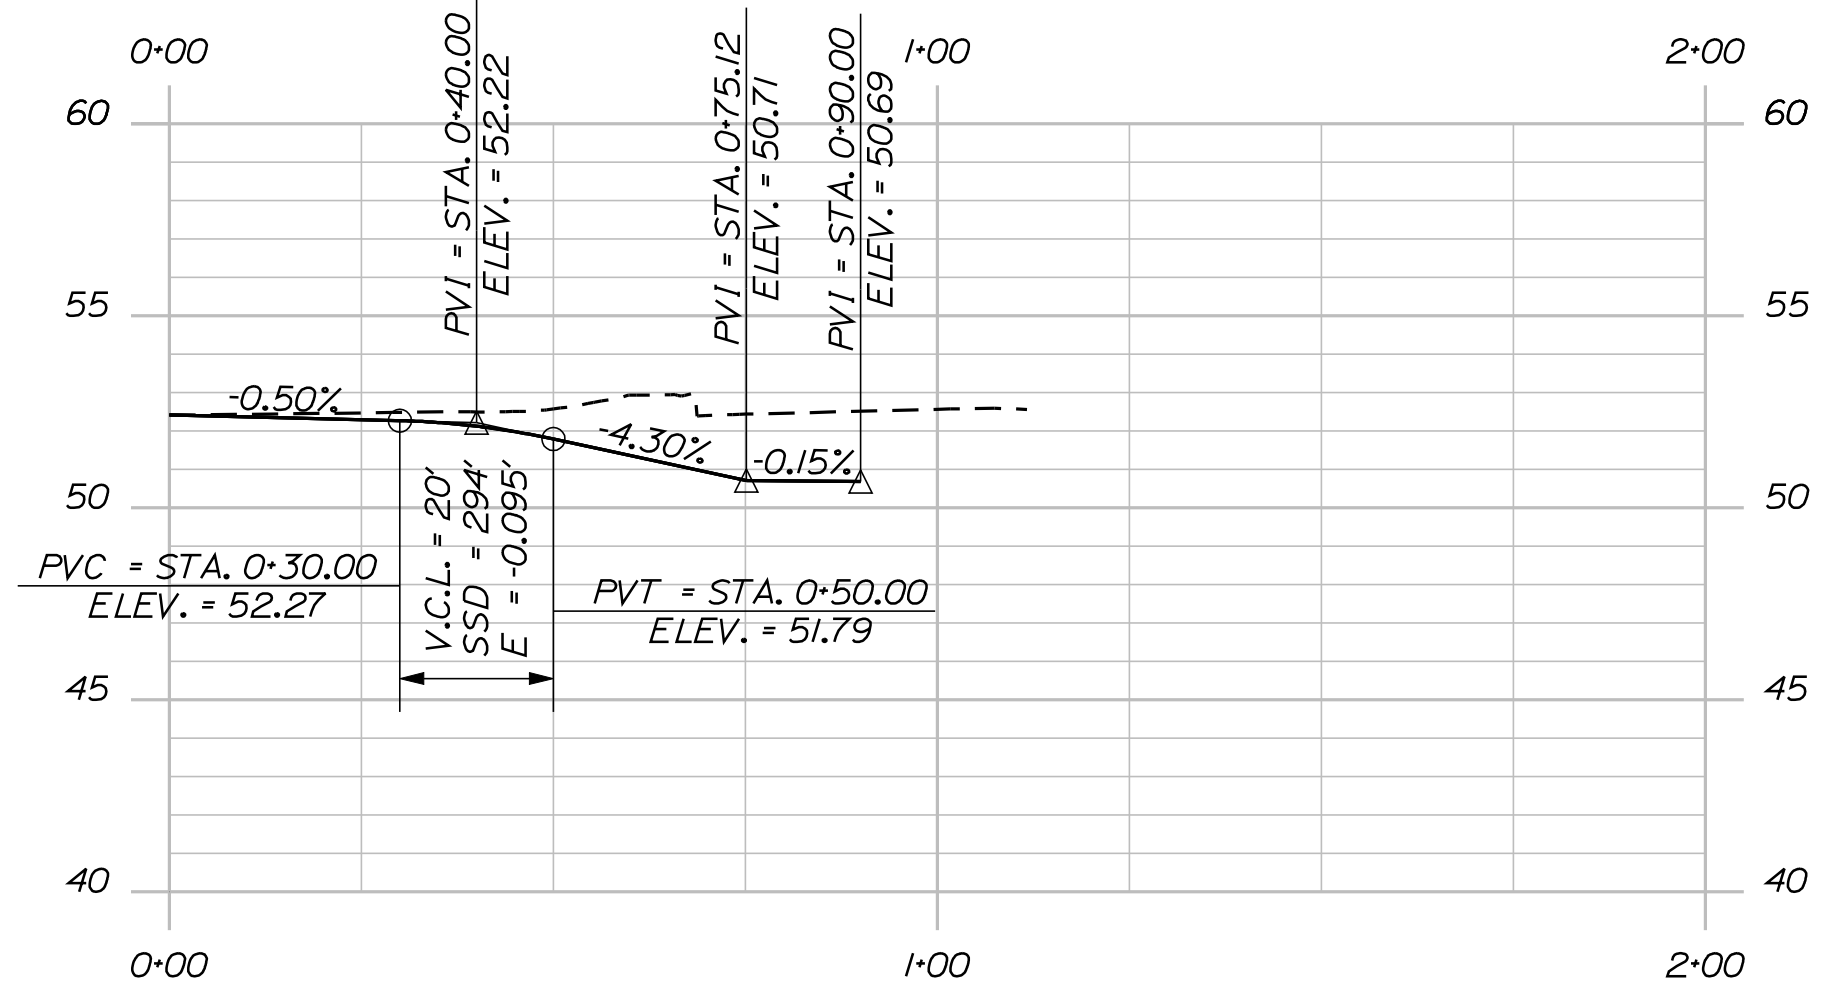 0+00
1+00
2+00
PVI = STA. 0+40.00
ELEV. = 52.22
PVI = STA. 0+75.12
ELEV. = 50.71
PVI = STA. 0+90.00
ELEV. = 50.69
60
60
55
55
-0.50%
-4.30%
-0.15%
50
50
V.C.L. = 20'
SSD = 294'
E = -0.095'
PVC = STA. 0+30.00
ELEV. = 52.27
PVT = STA. 0+50.00
ELEV. = 51.79
45
45
40
40
0+00
1+00
2+00